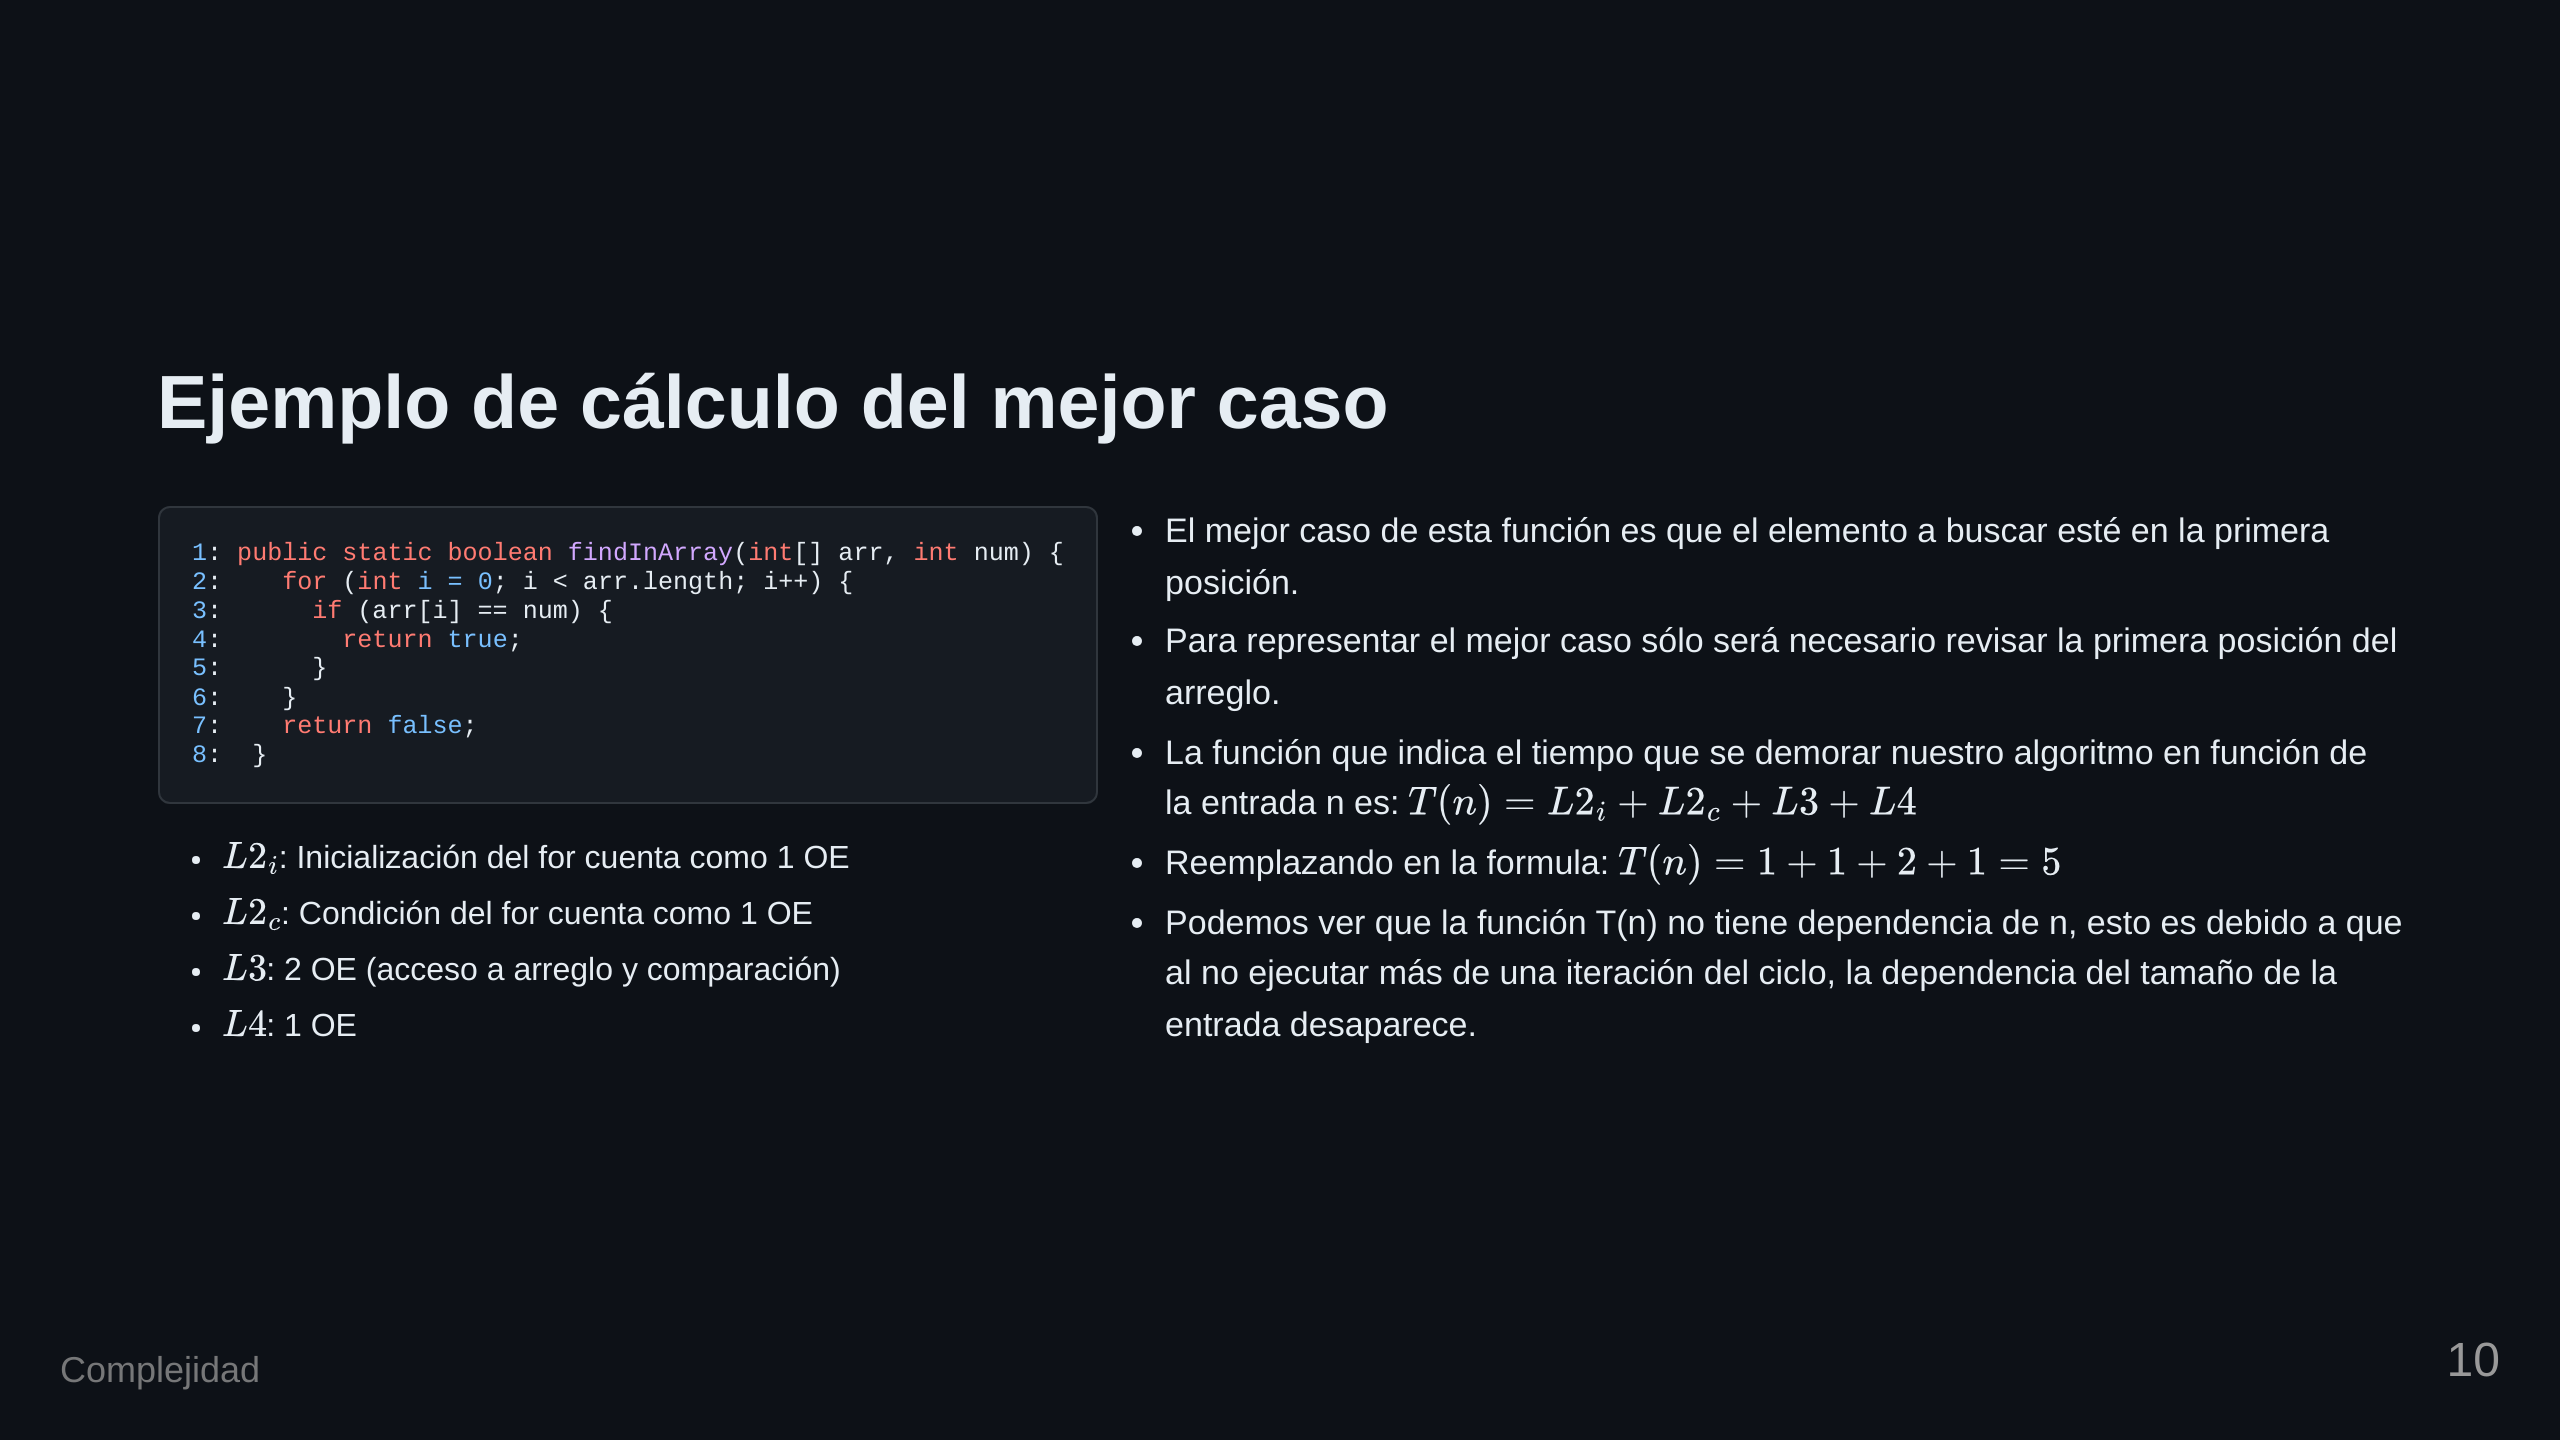 Ejemplo de cálculo del mejor caso
1: public static boolean findInArray(int[] arr, int num) {
2:    for (int i = 0; i < arr.length; i++) {
3:      if (arr[i] == num) {
4:        return true;
5:      }
6:    }
7:    return false;
8:  }
• L2ᵢ: Inicialización del for cuenta como 1 OE
• L2c: Condición del for cuenta como 1 OE
• L3: 2 OE (acceso a arreglo y comparación)
• L4: 1 OE
• El mejor caso de esta función es que el elemento a buscar esté en la primera
posición.
• Para representar el mejor caso sólo será necesario revisar la primera posición del
arreglo.
• La función que indica el tiempo que se demorar nuestro algoritmo en función de
la entrada n es: T(n) = L2ᵢ + L2c + L3 + L4
• Reemplazando en la formula: T(n) = 1 + 1 + 2 + 1 = 5
• Podemos ver que la función T(n) no tiene dependencia de n, esto es debido a que
al no ejecutar más de una iteración del ciclo, la dependencia del tamaño de la
entrada desaparece.
Complejidad
10